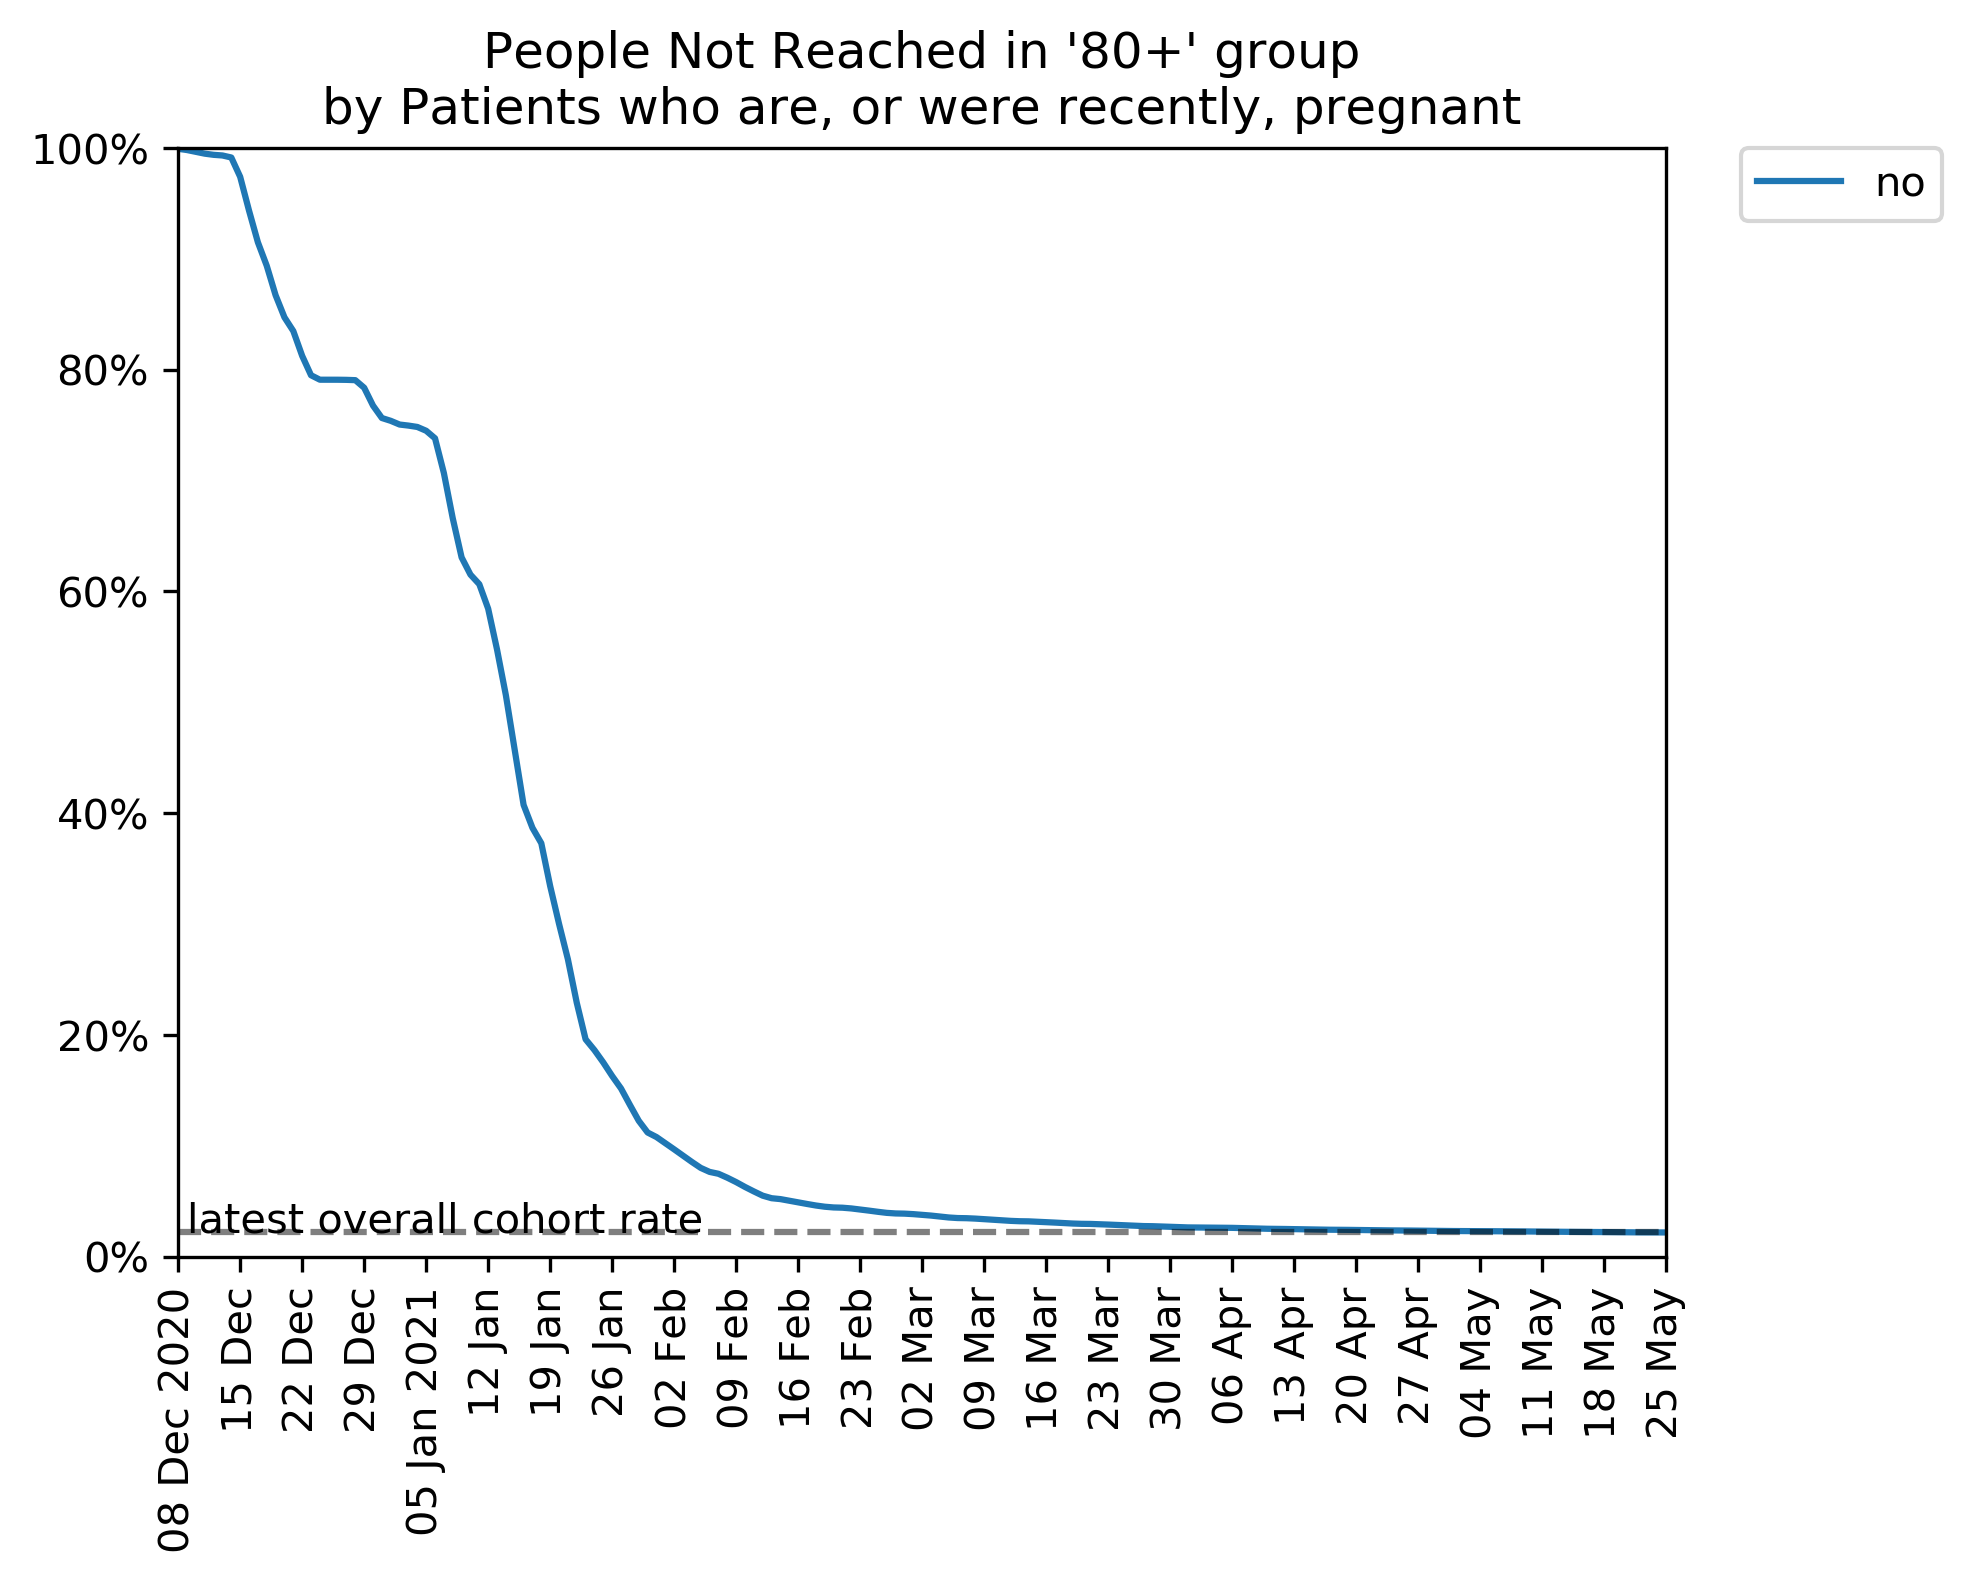 People Not Reached in '80+' group
by Patients who are, or were recently, pregnant
100%
80%
60%
40%
20%
0%
no
latest overall cohort rate
08 Dec 2020
15 Dec
22 Dec
29 Dec
05 Jan 2021
12 Jan
19 Jan
26 Jan
02 Feb
09 Feb
16 Feb
23 Feb
02 Mar
09 Mar
16 Mar
23 Mar
30 Mar
06 Apr
13 Apr
20 Apr
27 Apr
04 May
11 May
18 May
25 May